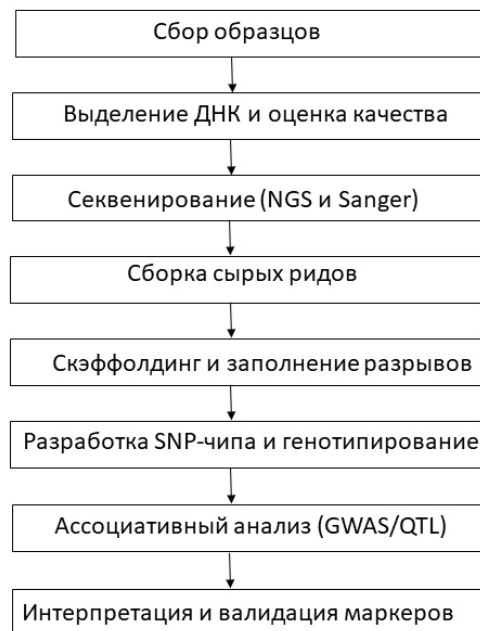 Сбор образцов
Выделение ДНК и оценка качества
Секвенирование (NGS и Sanger)
Сборка сырых ридов
Скэффолдинг и заполнение разрывов
Разработка SNP-чипа и генотипирование
Ассоциативный анализ (GWAS/QTL)
Интерпретация и валидация маркеров